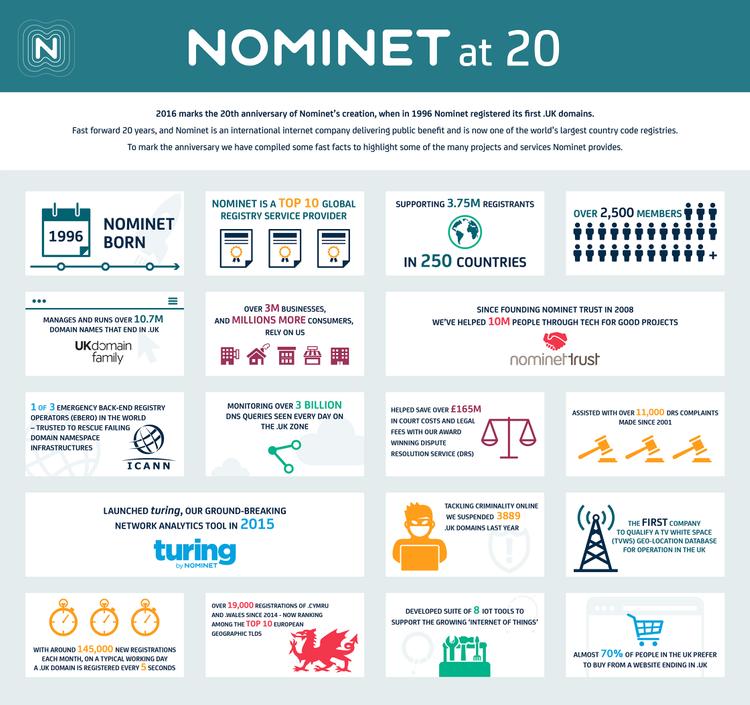 N
NOMINET at 20
2016 marks the 20th anniversary of Nominet's creation, when in 1996 Nominet registered its first .UK domains.
Fast forward 20 years, and Nominet is an international internet company delivering public benefit and is now one of the world's largest country code registries.
To mark the anniversary we have compiled some fast facts to highlight some of the many projects and services Nominet provides.
1996
NOMINET
BORN
NOMINET IS A TOP 10 GLOBAL
REGISTRY SERVICE PROVIDER
SUPPORTING 3.75M REGISTRANTS
IN 250 COUNTRIES
OVER 2,500 MEMBERS
+
MANAGES AND RUNS OVER 10.7M
DOMAIN NAMES THAT END IN .UK
UKdomain
family
OVER 3M BUSINESSES,
AND MILLIONS MORE CONSUMERS,
RELY ON US
SINCE FOUNDING NOMINET TRUST IN 2008
WE'VE HELPED 10M PEOPLE THROUGH TECH FOR GOOD PROJECTS
nominettrust
1 OF 3 EMERGENCY BACK-END REGISTRY
OPERATORS (EBERO) IN THE WORLD
– TRUSTED TO RESCUE FAILING
DOMAIN NAMESPACE
INFRASTRUCTURES
ICANN
MONITORING OVER 3 BILLION
DNS QUERIES SEEN EVERY DAY ON
THE .UK ZONE
HELPED SAVE OVER £165M
IN COURT COSTS AND LEGAL
FEES WITH OUR AWARD
WINNING DISPUTE
RESOLUTION SERVICE (DRS)
ASSISTED WITH OVER 11,000 DRS COMPLAINTS
MADE SINCE 2001
LAUNCHED turing, OUR GROUND-BREAKING
NETWORK ANALYTICS TOOL IN 2015
turing
by NOMINET
TACKLING CRIMINALITY ONLINE
WE SUSPENDED 3889
.UK DOMAINS LAST YEAR
THE FIRST COMPANY
TO QUALIFY A TV WHITE SPACE
(TVWS) GEO-LOCATION DATABASE
FOR OPERATION IN THE UK
WITH AROUND 145,000 NEW REGISTRATIONS
EACH MONTH, ON A TYPICAL WORKING DAY
A .UK DOMAIN IS REGISTERED EVERY 5 SECONDS
OVER 19,000 REGISTRATIONS OF .CYMRU
AND .WALES SINCE 2014 - NOW RANKING
AMONG THE TOP 10 EUROPEAN
GEOGRAPHIC TLDS
DEVELOPED SUITE OF 8 IOT TOOLS TO
SUPPORT THE GROWING 'INTERNET OF THINGS'
ALMOST 70% OF PEOPLE IN THE UK PREFER
TO BUY FROM A WEBSITE ENDING IN .UK